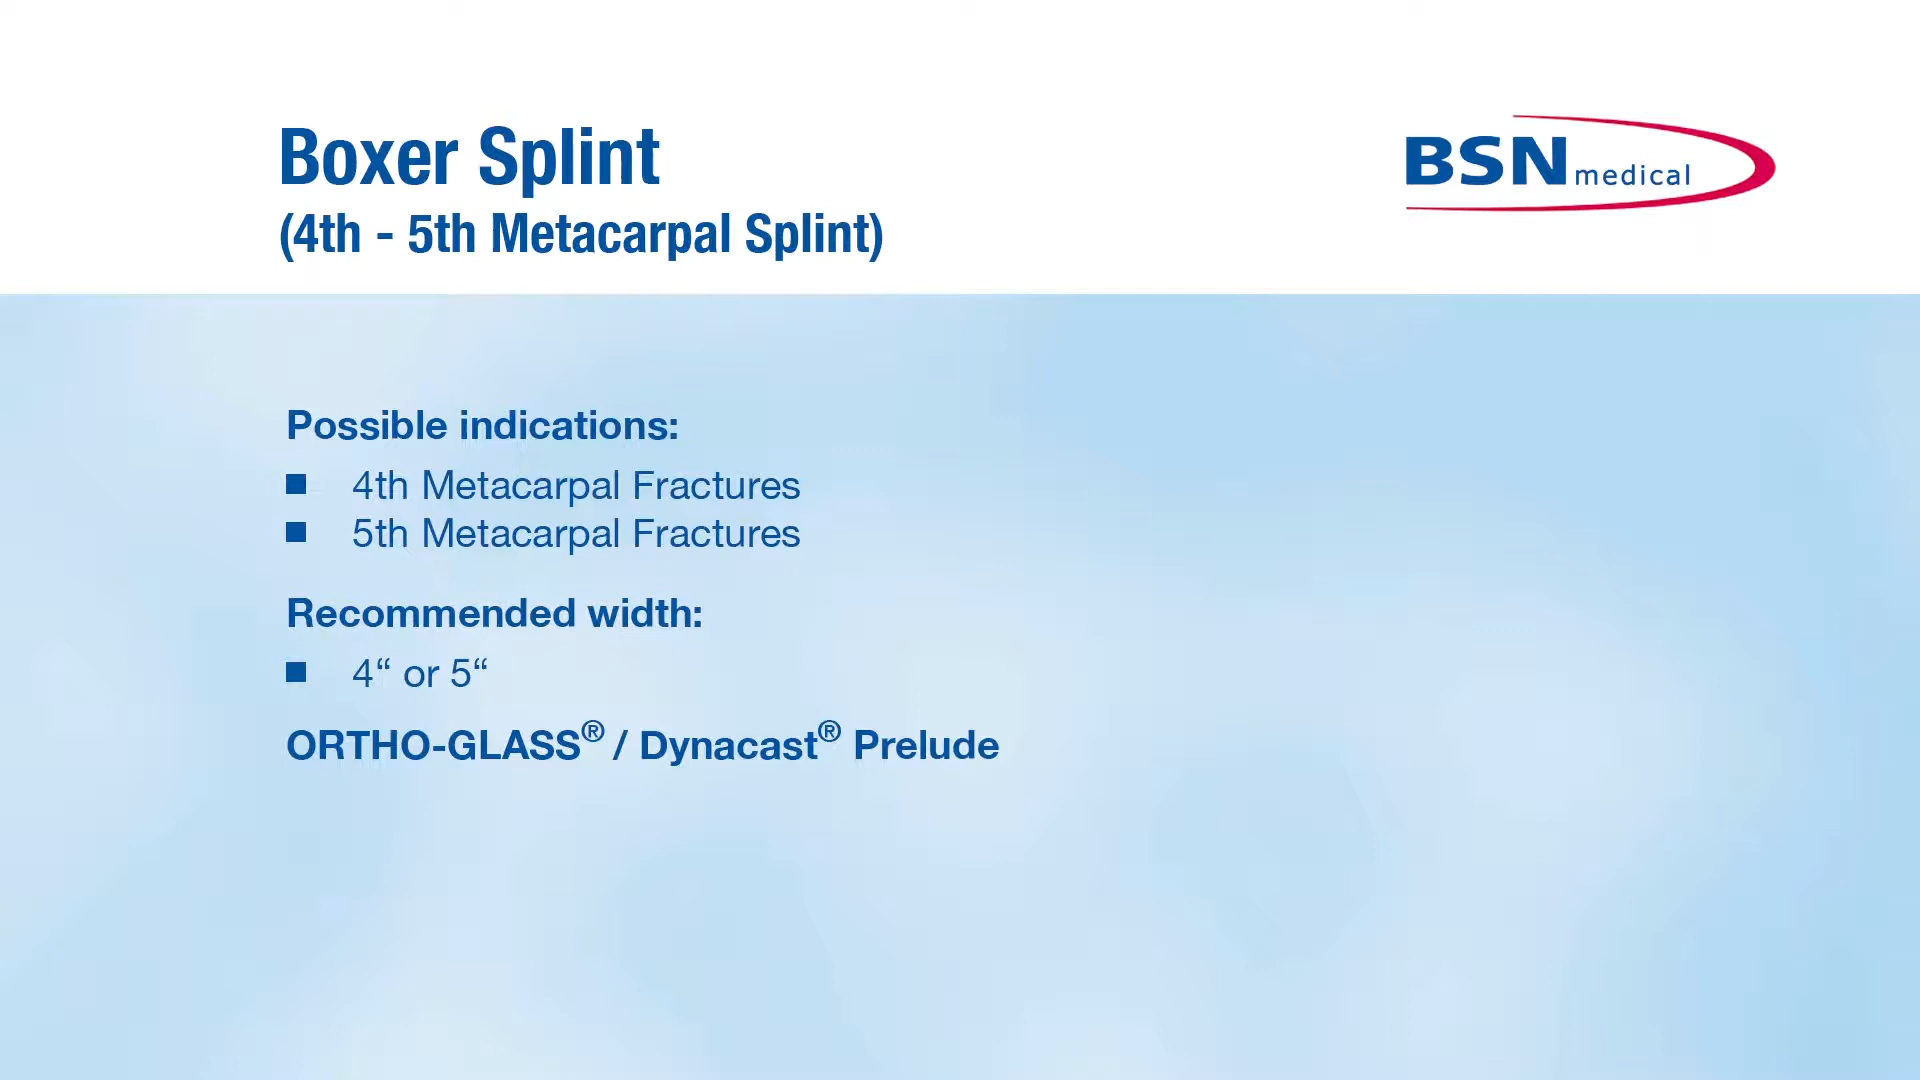 Boxer Splint
(4th - 5th Metacarpal Splint)
BSN medical
Possible indications:
■ 4th Metacarpal Fractures
■ 5th Metacarpal Fractures
Recommended width:
■ 4“ or 5“
ORTHO-GLASS® / Dynacast® Prelude